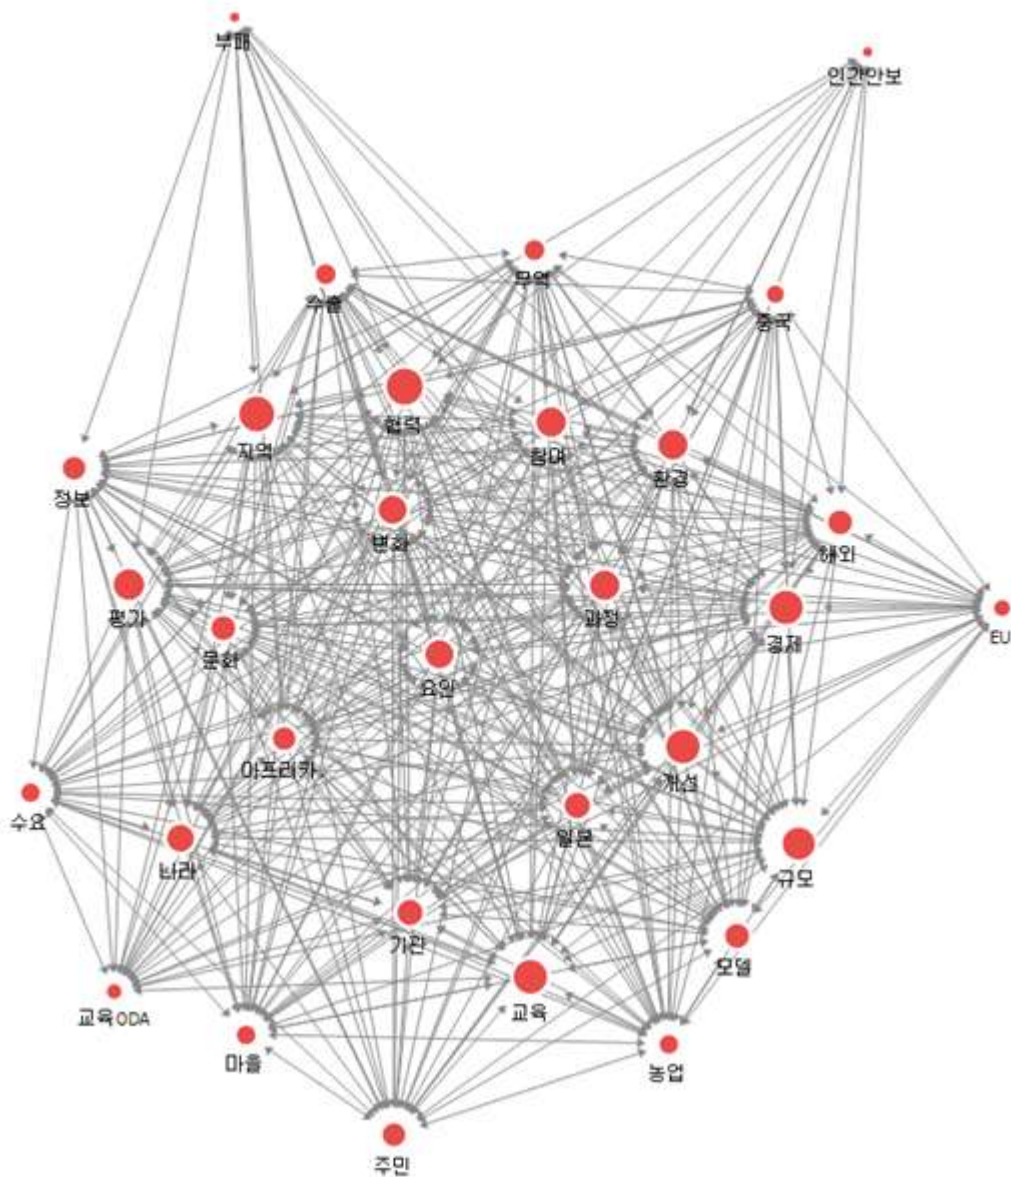 부패
인간안보
무역
수출
중국
협력
지역
참여
환경
정보
변화
해외
평가
과정
경제
문화
EU
요인
아프리카
개선
수요
일본
나라
규모
기관
모델
교육
교육ODA
마을
농업
주민